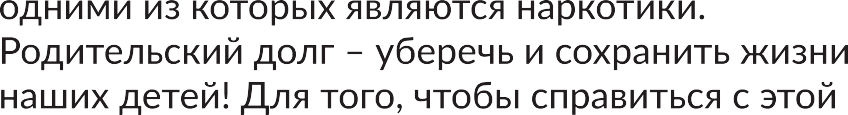 одними из которых являются наркотики.
Родительский долг – уберечь и сохранить жизни
наших детей! Для того, чтобы справиться с этой